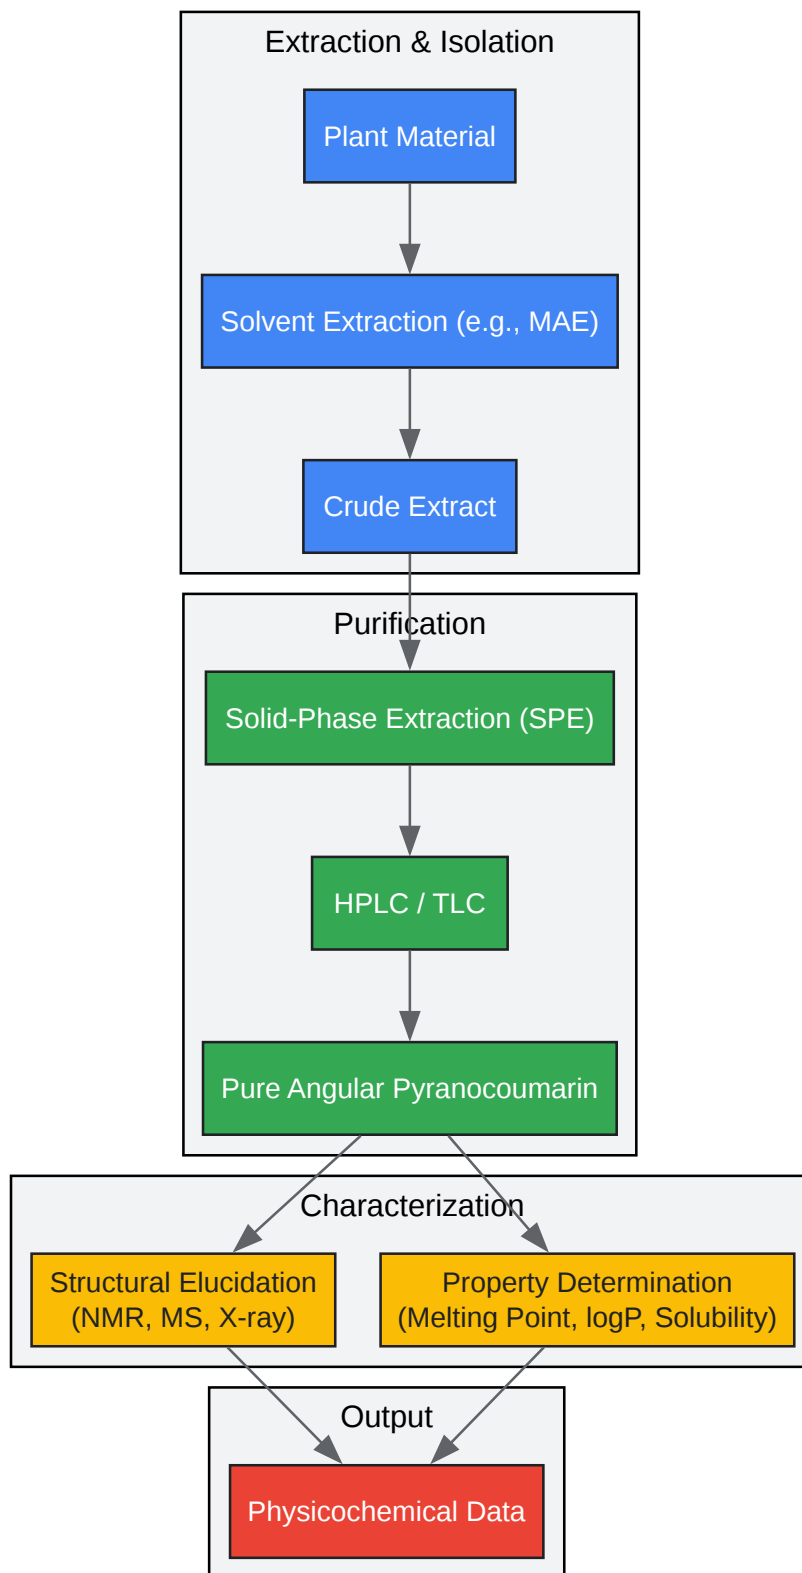 Extraction & Isolation
Plant Material
Solvent Extraction (e.g., MAE)
Crude Extract
Purification
Solid-Phase Extraction (SPE)
HPLC / TLC
Pure Angular Pyranocoumarin
Characterization
Structural Elucidation
(NMR, MS, X-ray)
Property Determination
(Melting Point, logP, Solubility)
Output
Physicochemical Data